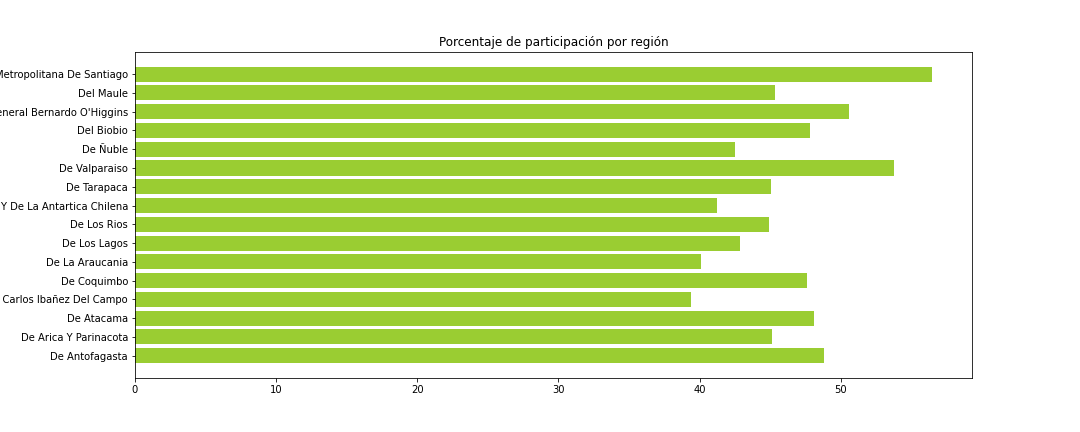 Porcentaje de participación por región
Metropolitana De Santiago
Del Maule
General Bernardo O'Higgins
Del Biobio
De Ñuble
De Valparaiso
De Tarapaca
Y De La Antartica Chilena
De Los Rios
De Los Lagos
De La Araucania
De Coquimbo
Carlos Ibañez Del Campo
De Atacama
De Arica Y Parinacota
De Antofagasta
0 10 20 30 40 50